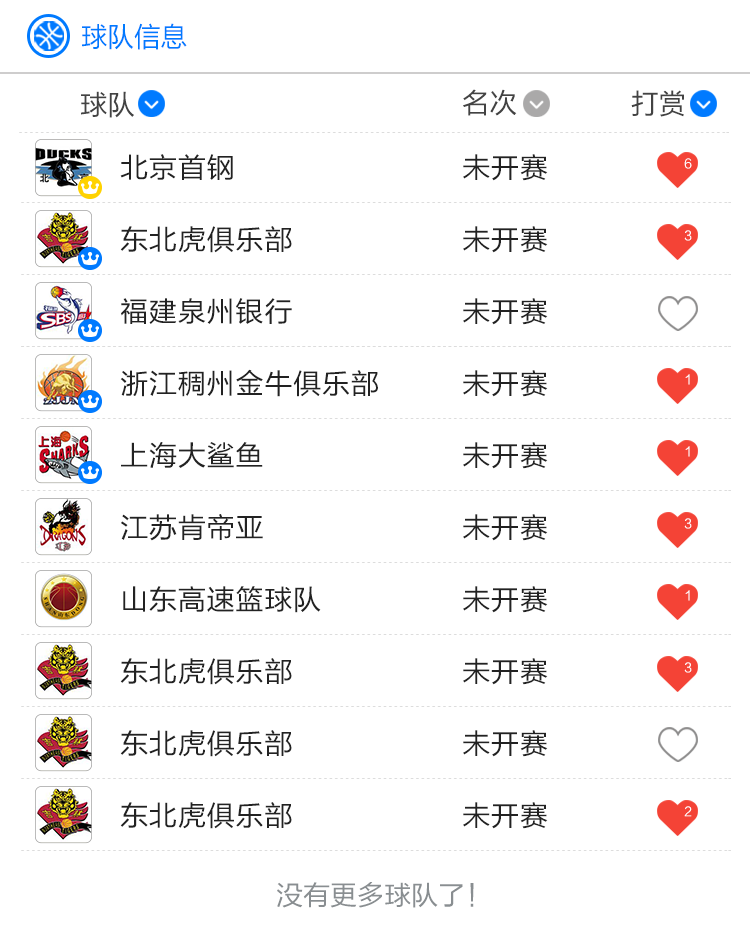 球队信息
球队 名次 打赏
DUCKS
北京首钢 未开赛 6
东北虎俱乐部 未开赛 3
SBS
福建泉州银行 未开赛
浙江稠州金牛俱乐部 未开赛 1
上海
SHARKS
上海大鲨鱼 未开赛 1
DRAGONS
江苏肯帝亚 未开赛 3
山东高速篮球队 未开赛 1
东北虎俱乐部 未开赛 3
东北虎俱乐部 未开赛
东北虎俱乐部 未开赛 2
没有更多球队了!